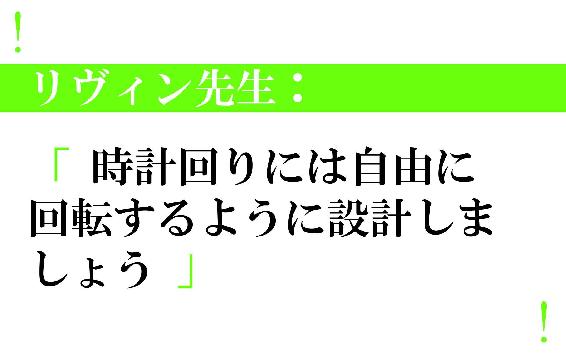 !
リヴィン先生：
「 時計回りには自由に
回転するように設計しま
しょう 」
!